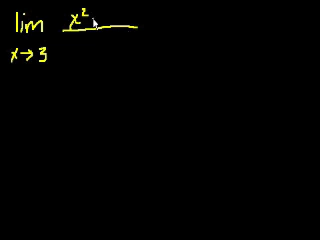 lim x²
x → 3